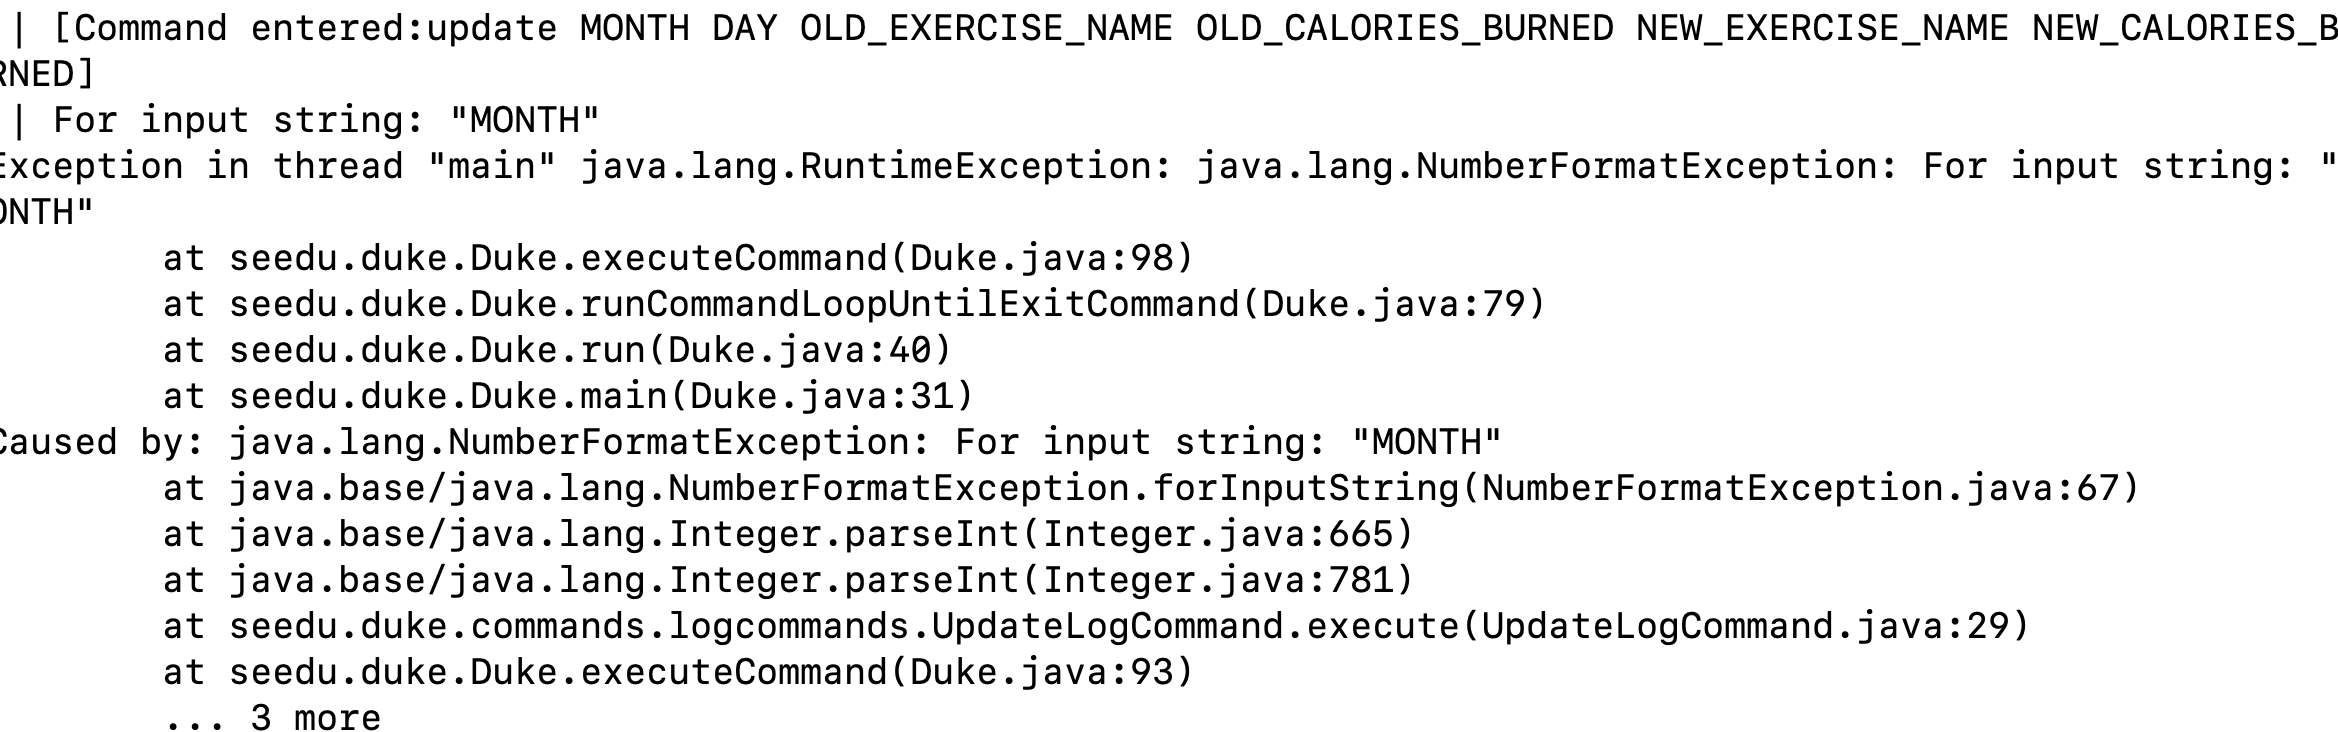 | [Command entered:update MONTH DAY OLD_EXERCISE_NAME OLD_CALORIES_BURNED NEW_EXERCISE_NAME NEW_CALORIES_B
RNED]
| For input string: "MONTH"
Exception in thread "main" java.lang.RuntimeException: java.lang.NumberFormatException: For input string: "
ONTH"
at seedu.duke.Duke.executeCommand(Duke.java:98)
at seedu.duke.Duke.runCommandLoopUntilExitCommand(Duke.java:79)
at seedu.duke.Duke.run(Duke.java:40)
at seedu.duke.Duke.main(Duke.java:31)
Caused by: java.lang.NumberFormatException: For input string: "MONTH"
at java.base/java.lang.NumberFormatException.forInputString(NumberFormatException.java:67)
at java.base/java.lang.Integer.parseInt(Integer.java:665)
at java.base/java.lang.Integer.parseInt(Integer.java:781)
at seedu.duke.commands.logcommands.UpdateLogCommand.execute(UpdateLogCommand.java:29)
at seedu.duke.Duke.executeCommand(Duke.java:93)
... 3 more